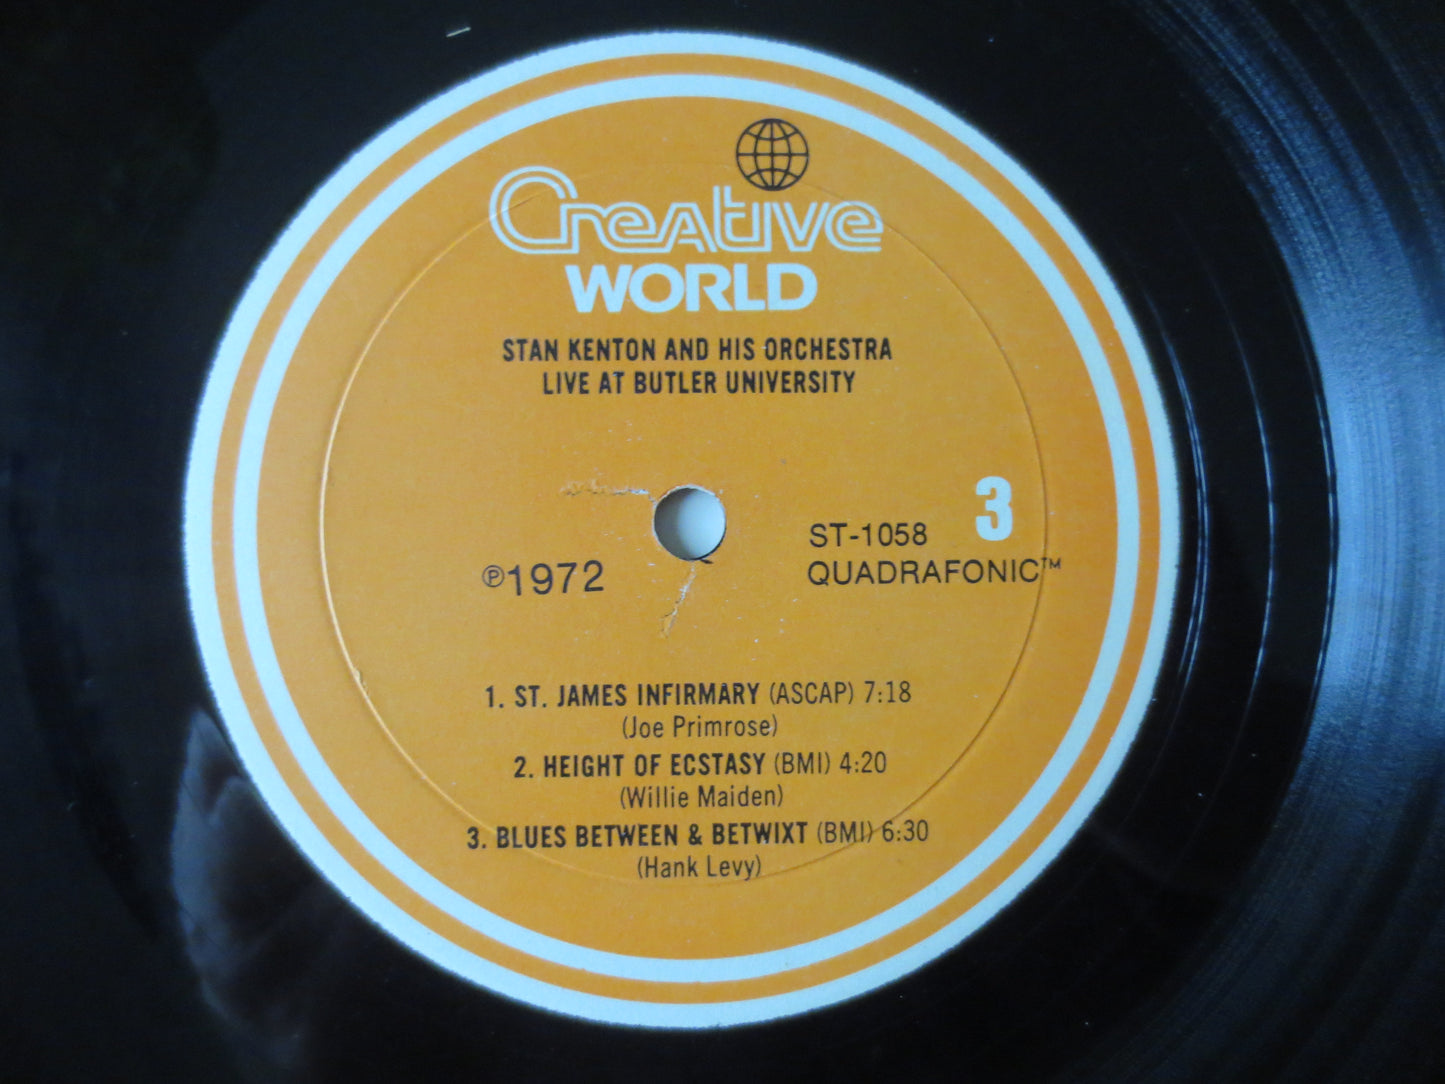 Creative
WORLD
STAN KENTON AND HIS ORCHESTRA
LIVE AT BUTLER UNIVERSITY
3
ST-1058
℗1972
QUADRAFONIC™
1. ST. JAMES INFIRMARY (ASCAP) 7:18
(Joe Primrose)
2. HEIGHT OF ECSTASY (BMI) 4:20
(Willie Maiden)
3. BLUES BETWEEN & BETWIXT (BMI) 6:30
(Hank Levy)